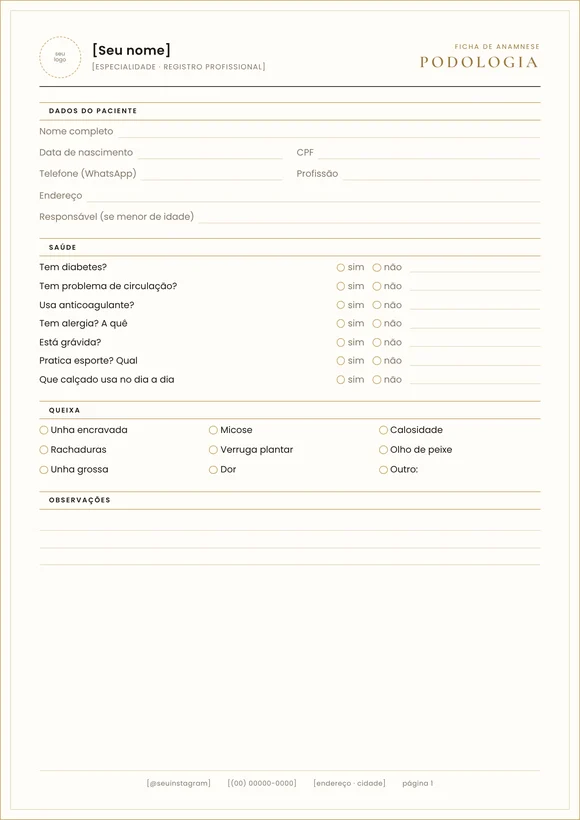 seu
logo
[Seu nome]
[ESPECIALIDADE · REGISTRO PROFISSIONAL]
FICHA DE ANAMNESE
PODOLOGIA
DADOS DO PACIENTE
Nome completo
Data de nascimento CPF
Telefone (WhatsApp) Profissão
Endereço
Responsável (se menor de idade)
SAÚDE
Tem diabetes? sim não
Tem problema de circulação? sim não
Usa anticoagulante? sim não
Tem alergia? A quê sim não
Está grávida? sim não
Pratica esporte? Qual sim não
Que calçado usa no dia a dia sim não
QUEIXA
Unha encravada Micose Calosidade
Rachaduras Verruga plantar Olho de peixe
Unha grossa Dor Outro:
OBSERVAÇÕES
[@seuinstagram] [(00) 00000-0000] [endereço · cidade] página 1